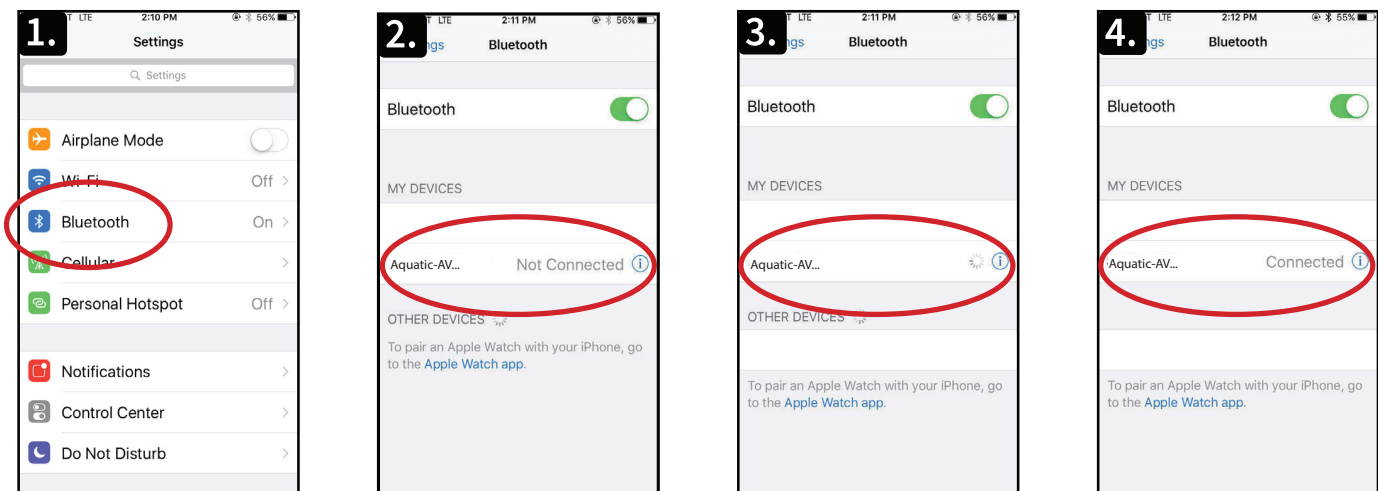 1.
T LTE 2:10 PM 56%
Settings
Settings
Airplane Mode
Wi-Fi Off
Bluetooth On
Cellular
Personal Hotspot Off
Notifications
Control Center
Do Not Disturb
2.
T LTE 2:11 PM 56%
ngs Bluetooth
Bluetooth
MY DEVICES
Aquatic-AV... Not Connected
OTHER DEVICES
To pair an Apple Watch with your iPhone, go
to the Apple Watch app.
3.
T LTE 2:11 PM 56%
ngs Bluetooth
Bluetooth
MY DEVICES
Aquatic-AV...
OTHER DEVICES
To pair an Apple Watch with your iPhone, go
to the Apple Watch app.
4.
T LTE 2:12 PM 55%
ngs Bluetooth
Bluetooth
MY DEVICES
Aquatic-AV... Connected
To pair an Apple Watch with your iPhone, go
to the Apple Watch app.